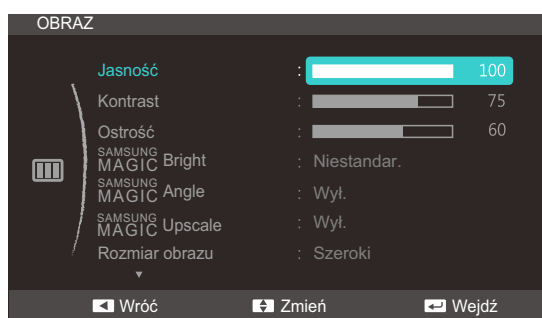 OBRAZ
Jasność : 100
Kontrast : 75
Ostrość : 60
SAMSUNG MAGIC Bright : Niestandar.
SAMSUNG MAGIC Angle : Wył.
SAMSUNG MAGIC Upscale : Wył.
Rozmiar obrazu : Szeroki
Wróć Zmień Wejdź